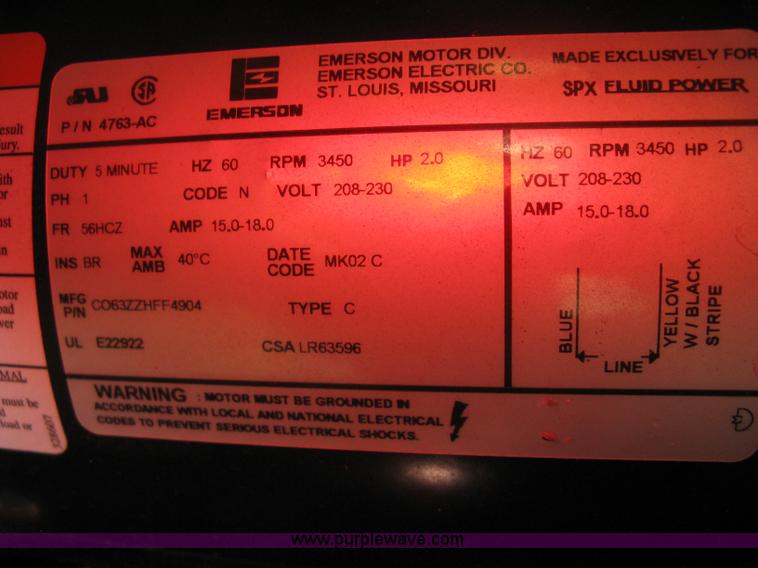 EMERSON MOTOR DIV.
EMERSON ELECTRIC CO.
ST. LOUIS, MISSOURI
EMERSON
MADE EXCLUSIVELY FOR
SPX FLUID POWER
P/N 4763-AC
DUTY 5 MINUTE HZ 60 RPM 3450 HP 2.0
PH 1 CODE N VOLT 208-230
FR 56HCZ AMP 15.0-18.0
INS BR MAX AMB 40°C DATE CODE MK02 C
MFG P/N CO63ZZHFF4904 TYPE C
UL E22922 CSA LR63596
HZ 60 RPM 3450 HP 2.0
VOLT 208-230
AMP 15.0-18.0
BLUE
YELLOW
W/BLACK
STRIPE
LINE
WARNING : MOTOR MUST BE GROUNDED IN
ACCORDANCE WITH LOCAL AND NATIONAL ELECTRICAL
CODES TO PREVENT SERIOUS ELECTRICAL SHOCKS.
must be
load or
www.purplewave.com